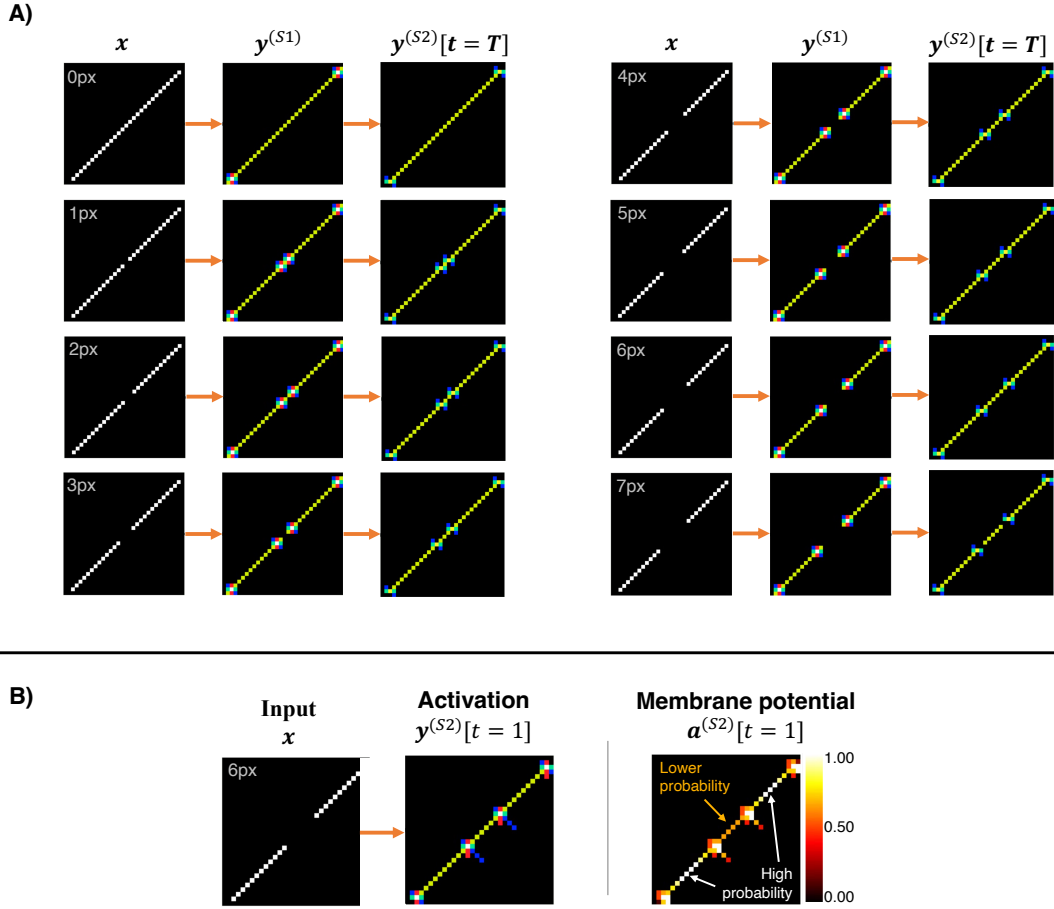 A)
x y^(S1) y^(S2)[t = T] x y^(S1) y^(S2)[t = T]
0px 4px
1px 5px
2px 6px
3px 7px
B)
Input
x
Activation
y^(S2)[t = 1]
Membrane potential
a^(S2)[t = 1]
6px
Lower
probability
High
probability
1.00
0.50
0.00